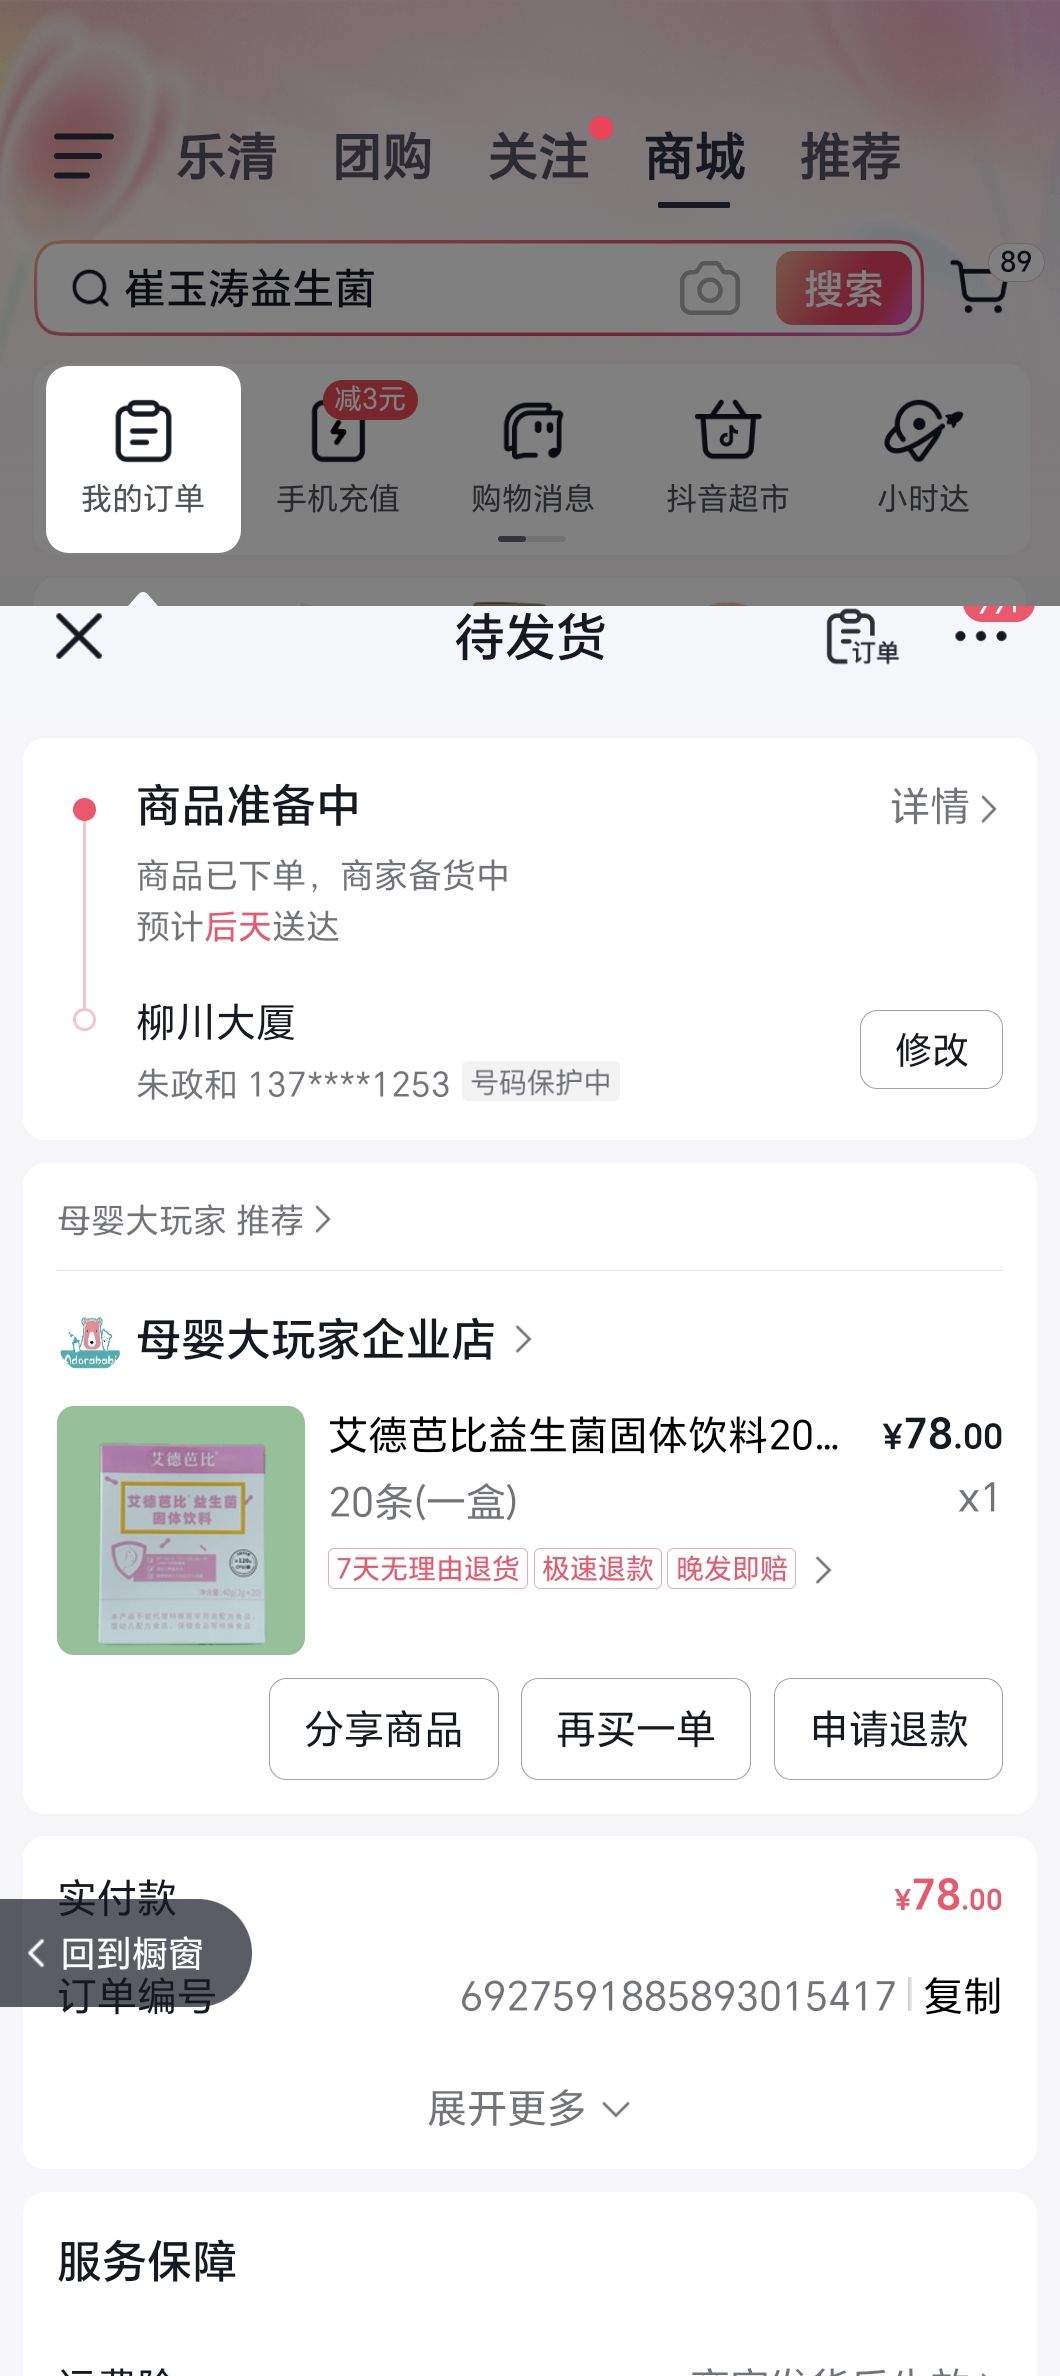 乐清 团购 关注 商城 推荐
崔玉涛益生菌 搜索 89
减3元
我的订单 手机充值 购物消息 抖音超市 小时达
待发货 订单
商品准备中 详情
商品已下单，商家备货中
预计后天送达
柳川大厦 修改
朱政和 137****1253 号码保护中
母婴大玩家 推荐
母婴大玩家企业店
Adorababi
艾德芭比益生菌固体饮料20... ¥78.00
20条(一盒) x1
7天无理由退货 极速退款 晚发即赔
艾德芭比
艾德芭比益生菌
固体饮料
分享商品 再买一单 申请退款
实付款 ¥78.00
回到橱窗
订单编号 6927591885893015417 复制
展开更多
服务保障